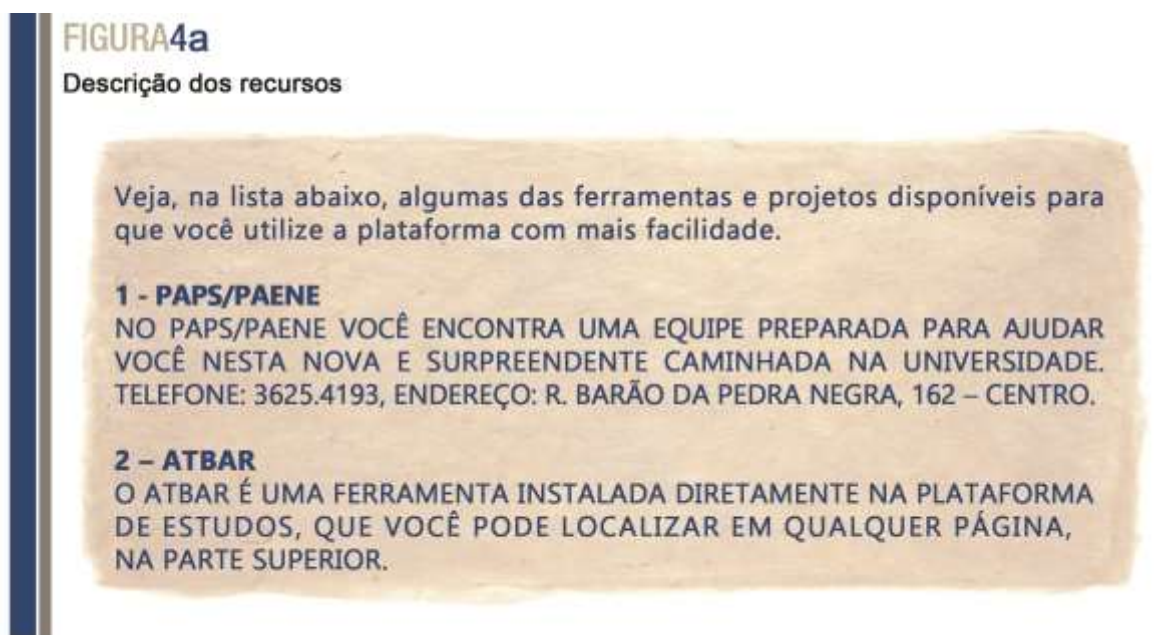 FIGURA4a
Descrição dos recursos
Veja, na lista abaixo, algumas das ferramentas e projetos disponíveis para
que você utilize a plataforma com mais facilidade.
1 - PAPS/PAENE
NO PAPS/PAENE VOCÊ ENCONTRA UMA EQUIPE PREPARADA PARA AJUDAR
VOCÊ NESTA NOVA E SURPREENDENTE CAMINHADA NA UNIVERSIDADE.
TELEFONE: 3625.4193, ENDEREÇO: R. BARÃO DA PEDRA NEGRA, 162 – CENTRO.
2 – ATBAR
O ATBAR É UMA FERRAMENTA INSTALADA DIRETAMENTE NA PLATAFORMA
DE ESTUDOS, QUE VOCÊ PODE LOCALIZAR EM QUALQUER PÁGINA,
NA PARTE SUPERIOR.